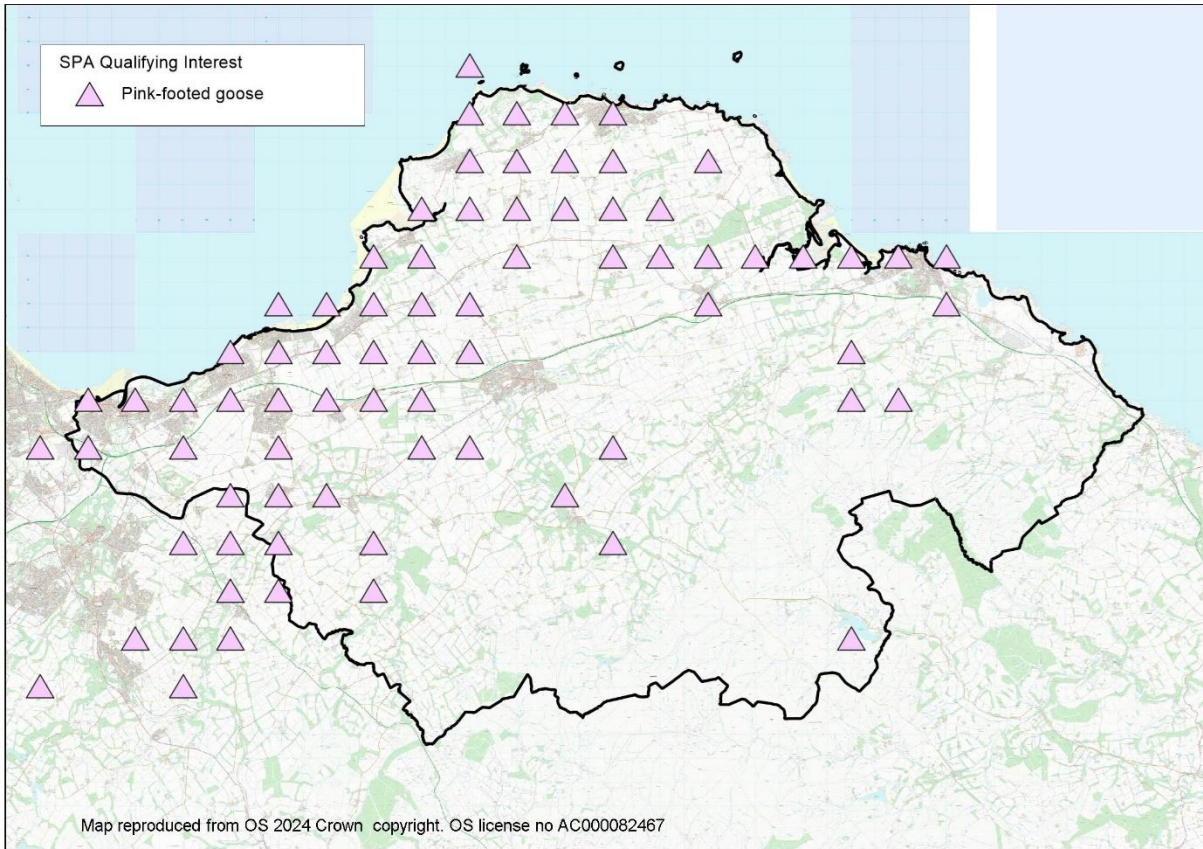 SPA Qualifying Interest
Pink-footed goose
Map reproduced from OS 2024 Crown copyright. OS license no AC000082467